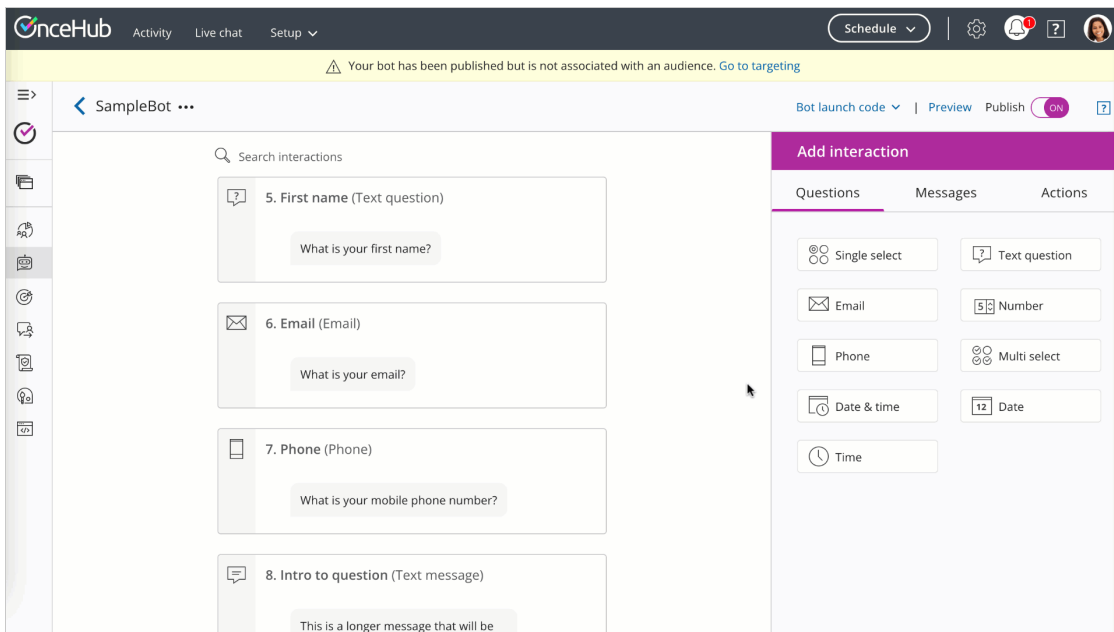 OnceHub Activity Live chat Setup Schedule 1 ?
Your bot has been published but is not associated with an audience. Go to targeting
SampleBot ••• Bot launch code | Preview Publish ON ?
Search interactions
5. First name (Text question)
What is your first name?
6. Email (Email)
What is your email?
7. Phone (Phone)
What is your mobile phone number?
8. Intro to question (Text message)
This is a longer message that will be
Add interaction
Questions Messages Actions
Single select ? Text question
Email 5 Number
Phone Multi select
Date & time 12 Date
Time